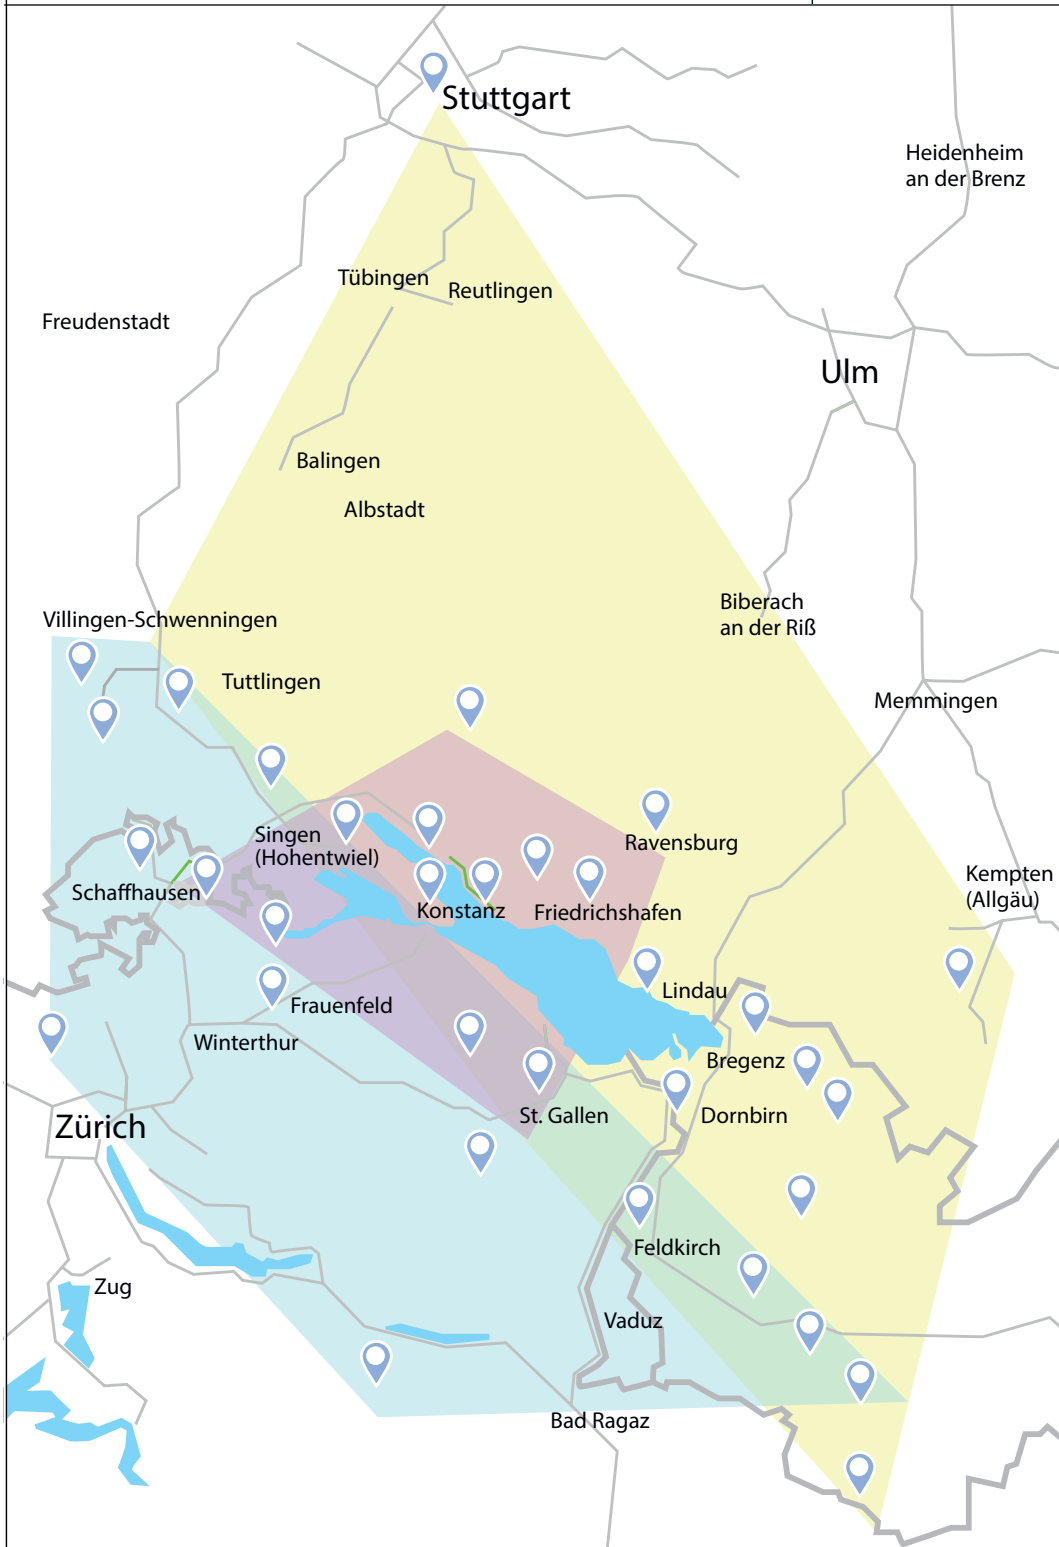 Stuttgart
Heidenheim
an der Brenz
Tübingen
Reutlingen
Freudenstadt
Ulm
Balingen
Albstadt
Biberach
an der Riß
Villingen-Schwenningen
Tuttlingen
Memmingen
Singen
(Hohentwiel)
Ravensburg
Kempten
(Allgäu)
Schaffhausen
Konstanz
Friedrichshafen
Lindau
Frauenfeld
Winterthur
Bregenz
St. Gallen
Dornbirn
Zürich
Feldkirch
Zug
Vaduz
Bad Ragaz